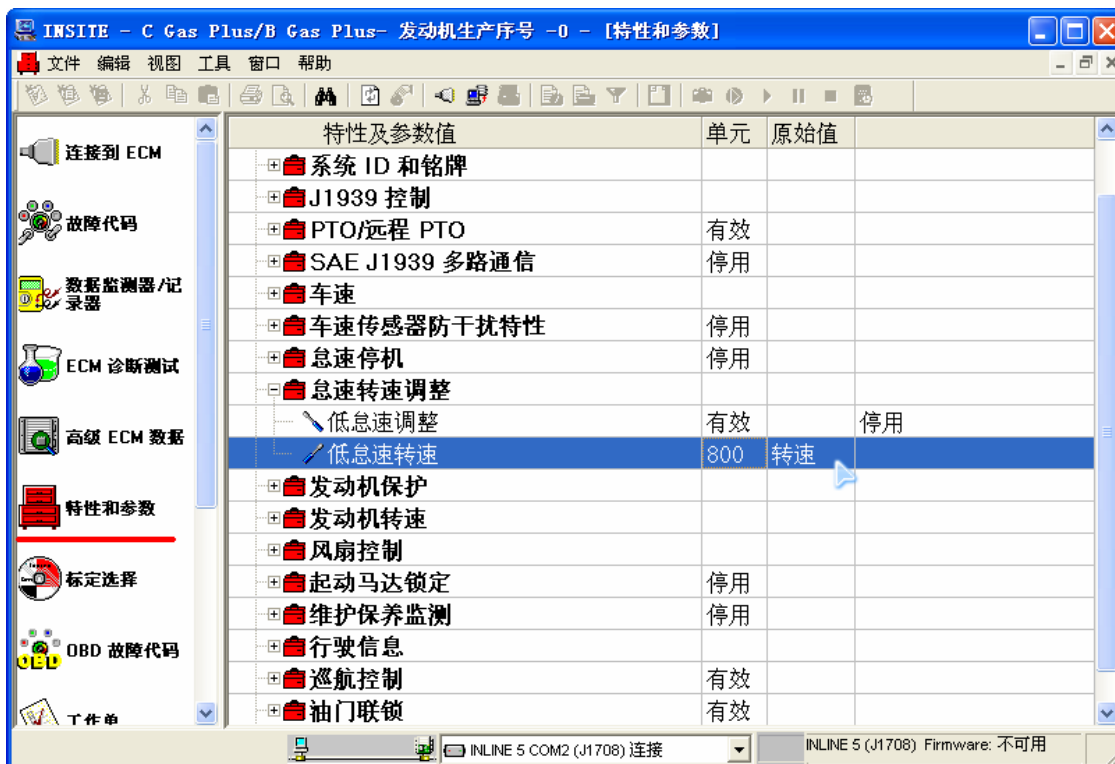 INSITE - C Gas Plus/B Gas Plus- 发动机生产序号 -0 - [特性和参数]
文件 编辑 视图 工具 窗口 帮助
连接到 ECM
故障代码
数据监测器/记
录器
ECM 诊断测试
高级 ECM 数据
特性和参数
标定选择
OBD
OBD 故障代码
工作单
特性及参数值 单元 原始值
系统 ID 和铭牌
J1939 控制
PTO/远程 PTO 有效
SAE J1939 多路通信 停用
车速
车速传感器防干扰特性 停用
怠速停机 停用
怠速转速调整
低怠速调整 有效 停用
低怠速转速 800 转速
发动机保护
发动机转速
风扇控制
起动马达锁定 停用
维护保养监测 停用
行驶信息
巡航控制 有效
油门联锁 有效
INLINE 5 COM2 (J1708) 连接
INLINE 5 (J1708) Firmware: 不可用